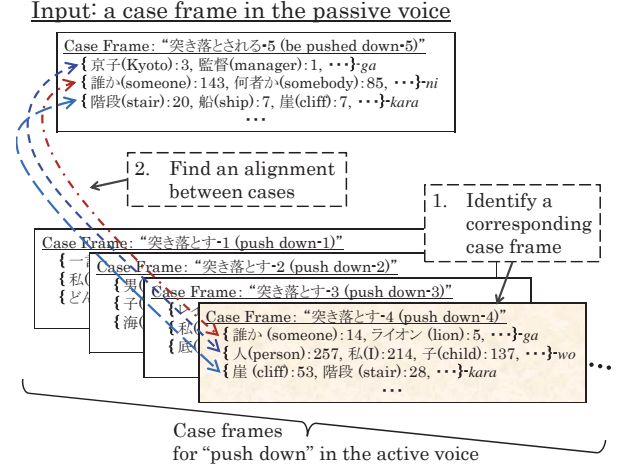 Input: a case frame in the passive voice
Case Frame: “突き落とされる-5 (be pushed down-5)”
{ 京子(Kyoto):3, 監督(manager):1, ･･･}-ga
{ 誰か(someone):143, 何者か(somebody):85, ･･･}-ni
{ 階段(stair):20, 船(ship):7, 崖(cliff):7, ･･･}-kara
･･･
2. Find an alignment
between cases
1. Identify a
corresponding
case frame
Case Frame: “突き落とす-1 (push down-1)”
{ 一
{ 私(
{ どん
Case Frame: “突き落とす-2 (push down-2)”
{ 男(
{ 子(
{ 海(
Case Frame: “突き落とす-3 (push down-3)”
{ 私(
{ 底(
Case Frame: “突き落とす-4 (push down-4)”
{ 誰か (someone):14, ライオン (lion):5, ･･･}-ga
{ 人(person):257, 私(I):214, 子(child):137, ･･･}-wo
{ 崖 (cliff):53, 階段 (stair):28, ･･･}-kara
･･･
･･･
Case frames
for “push down” in the active voice